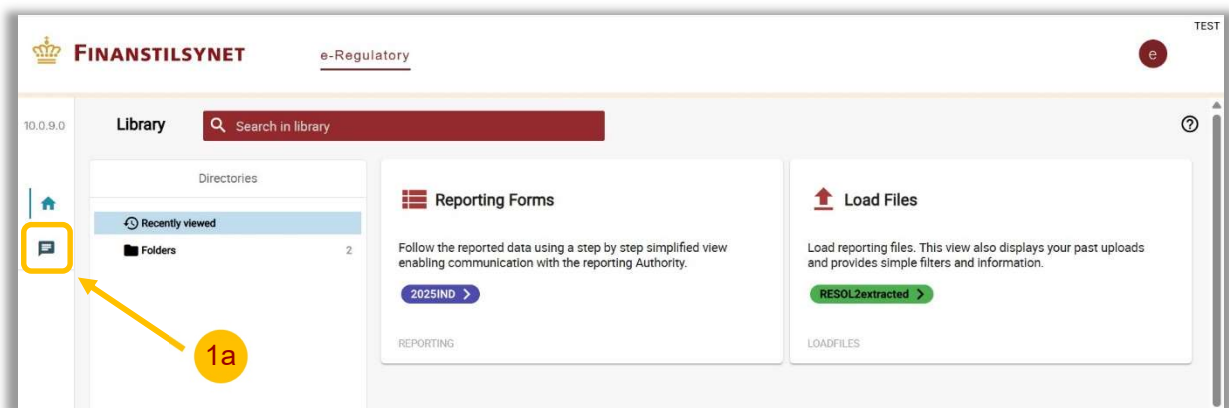 TEST
FINANSTILSYNET
e-Regulatory
e
10.0.9.0
Library
Search in library
Directories
Recently viewed
Folders 2
Reporting Forms
Follow the reported data using a step by step simplified view
enabling communication with the reporting Authority.
2025IND
REPORTING
Load Files
Load reporting files. This view also displays your past uploads
and provides simple filters and information.
RESOL2extracted
LOADFILES
1a